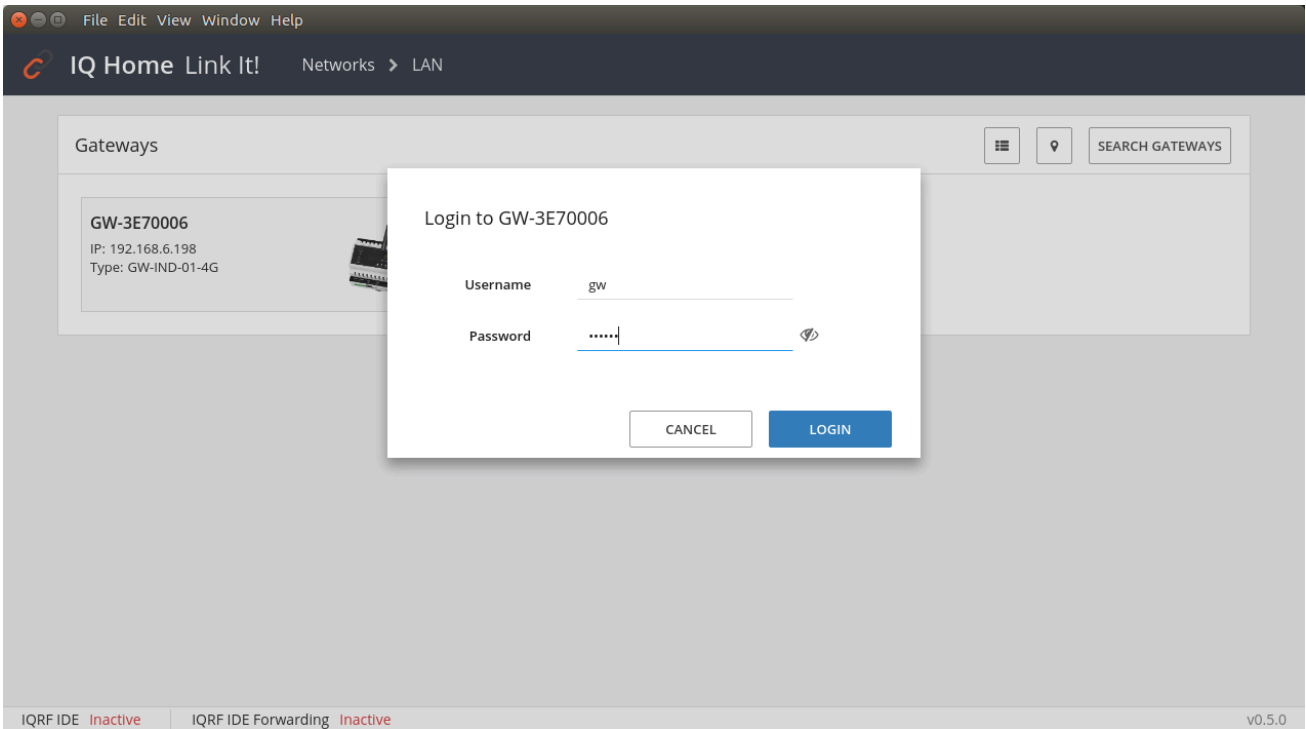 File Edit View Window Help
IQ Home Link It! Networks LAN
Gateways
SEARCH GATEWAYS
GW-3E70006
IP: 192.168.6.198
Type: GW-IND-01-4G
Login to GW-3E70006
Username gw
Password ••••••
CANCEL LOGIN
IQRF IDE Inactive IQRF IDE Forwarding Inactive v0.5.0